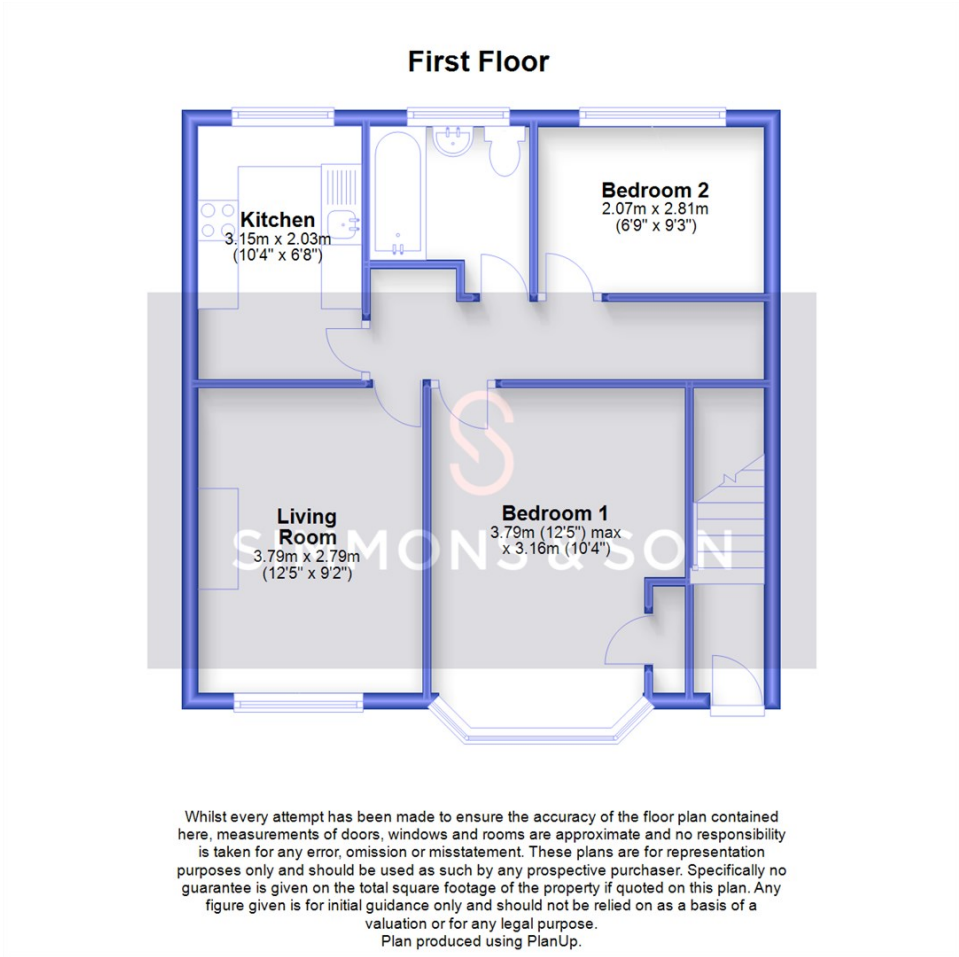 First Floor
Kitchen
3.15m x 2.03m
(10'4" x 6'8")
Bedroom 2
2.07m x 2.81m
(6'9" x 9'3")
Living
Room
3.79m x 2.79m
(12'5" x 9'2")
Bedroom 1
3.79m (12'5") max
x 3.16m (10'4")
SIMMONS & SON
Whilst every attempt has been made to ensure the accuracy of the floor plan contained
here, measurements of doors, windows and rooms are approximate and no responsibility
is taken for any error, omission or misstatement. These plans are for representation
purposes only and should be used as such by any prospective purchaser. Specifically no
guarantee is given on the total square footage of the property if quoted on this plan. Any
figure given is for initial guidance only and should not be relied on as a basis of a
valuation or for any legal purpose.
Plan produced using PlanUp.